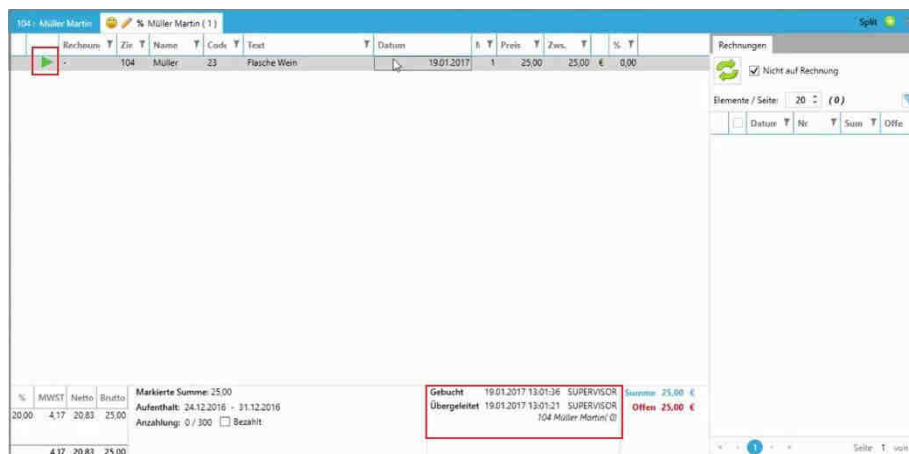 104 : Müller Martin % Müller Martin ( 1 ) Split
Rechnung Zir Name Code Text Datum Preis Zws. %
- 104 Müller 23 Flasche Wein 19.01.2017 1 25,00 25,00 € 0,00
Rechnungen
Nicht auf Rechnung
Elemente / Seite: 20 (0)
Datum Nr Sum Offe
% MWST Netto Brutto
20,00 4,17 20,83 25,00
4,17 20,83 25,00
Markierte Summe: 25,00
Aufenthalt: 24.12.2016 - 31.12.2016
Anzahlung: 0 / 300 Bezahlt
Gebucht 19.01.2017 13:01:36 SUPERVISOR
Übergeleitet 19.01.2017 13:01:21 SUPERVISOR
104 Müller Martin( 0)
Summe 25,00 €
Offen 25,00 €
1 Seite 1 von